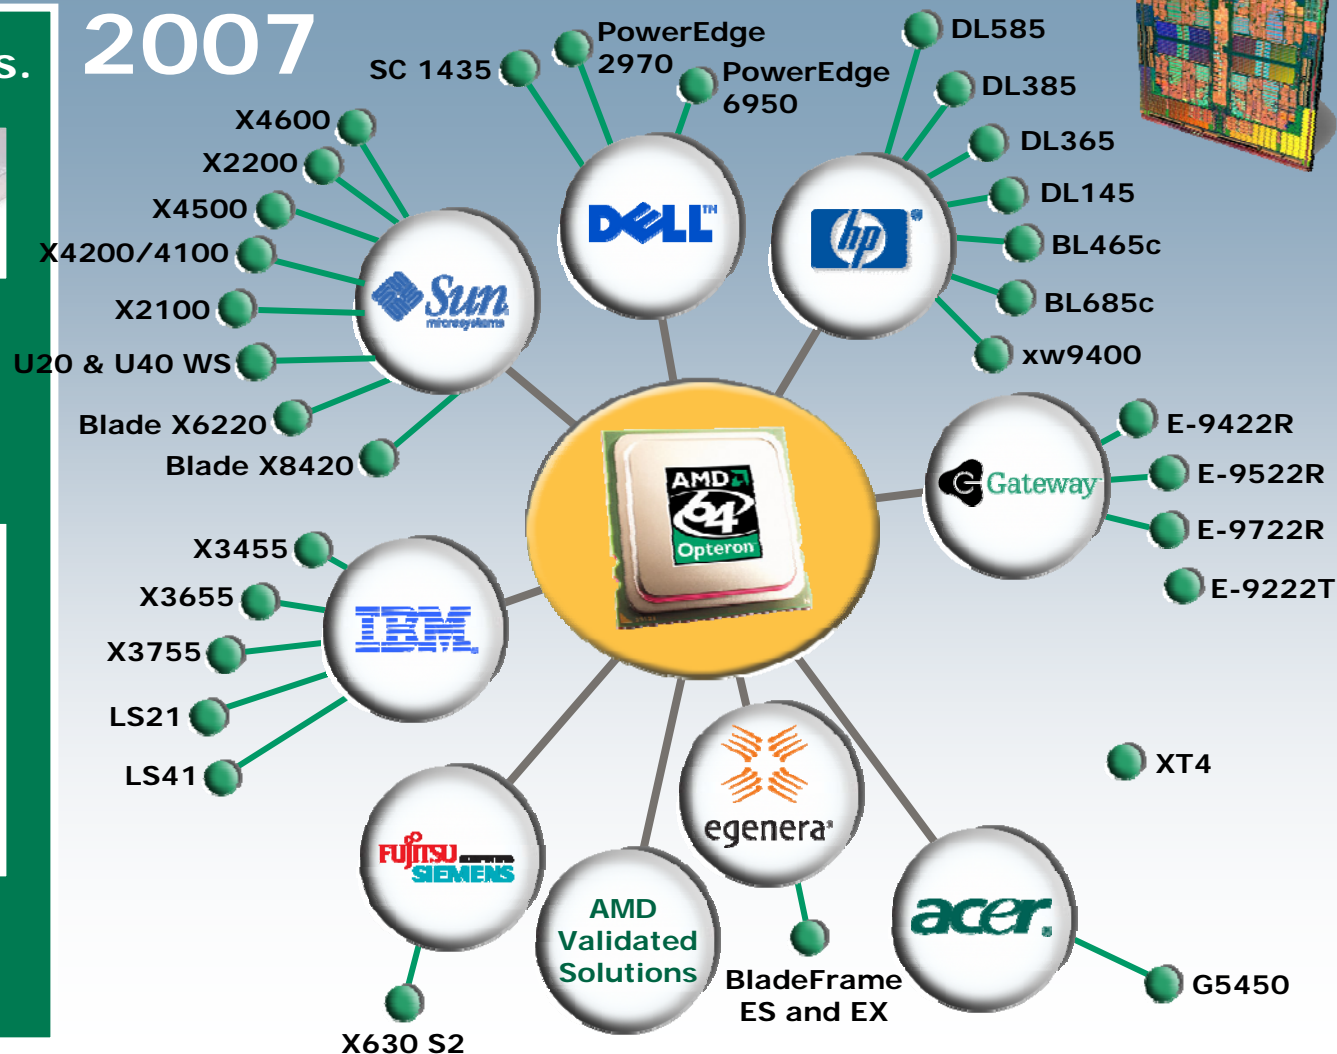 s.
2007
SC 1435
PowerEdge
2970
PowerEdge
6950
DL585
DL385
DL365
DL145
BL465c
BL685c
xw9400
X4600
X2200
X4500
X4200/4100
X2100
U20 & U40 WS
Blade X6220
Blade X8420
DELL™
hp
Sun
microsystems
E-9422R
E-9522R
E-9722R
E-9222T
Gateway
AMD
64
Opteron
X3455
X3655
X3755
LS21
LS41
IBM
XT4
FUJITSU COMPUTERS
SIEMENS
X630 S2
AMD
Validated
Solutions
egenera
BladeFrame
ES and EX
acer
G5450